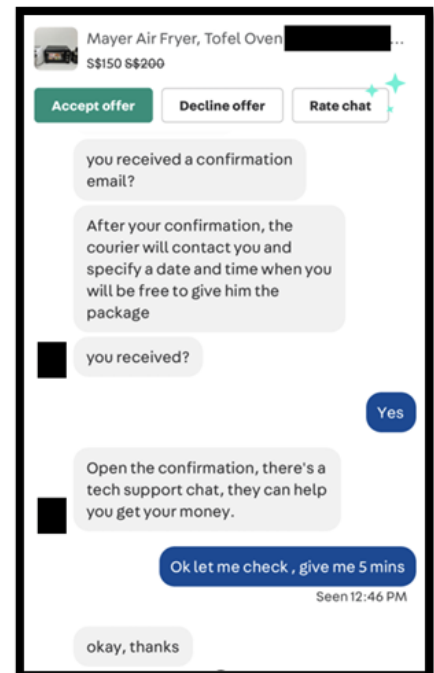 Mayer Air Fryer, Tofel Oven ...
S$150 S$200
Accept offer Decline offer Rate chat
you received a confirmation
email?
After your confirmation, the
courier will contact you and
specify a date and time when you
will be free to give him the
package
you received?
Yes
Open the confirmation, there's a
tech support chat, they can help
you get your money.
Ok let me check , give me 5 mins
Seen 12:46 PM
okay, thanks